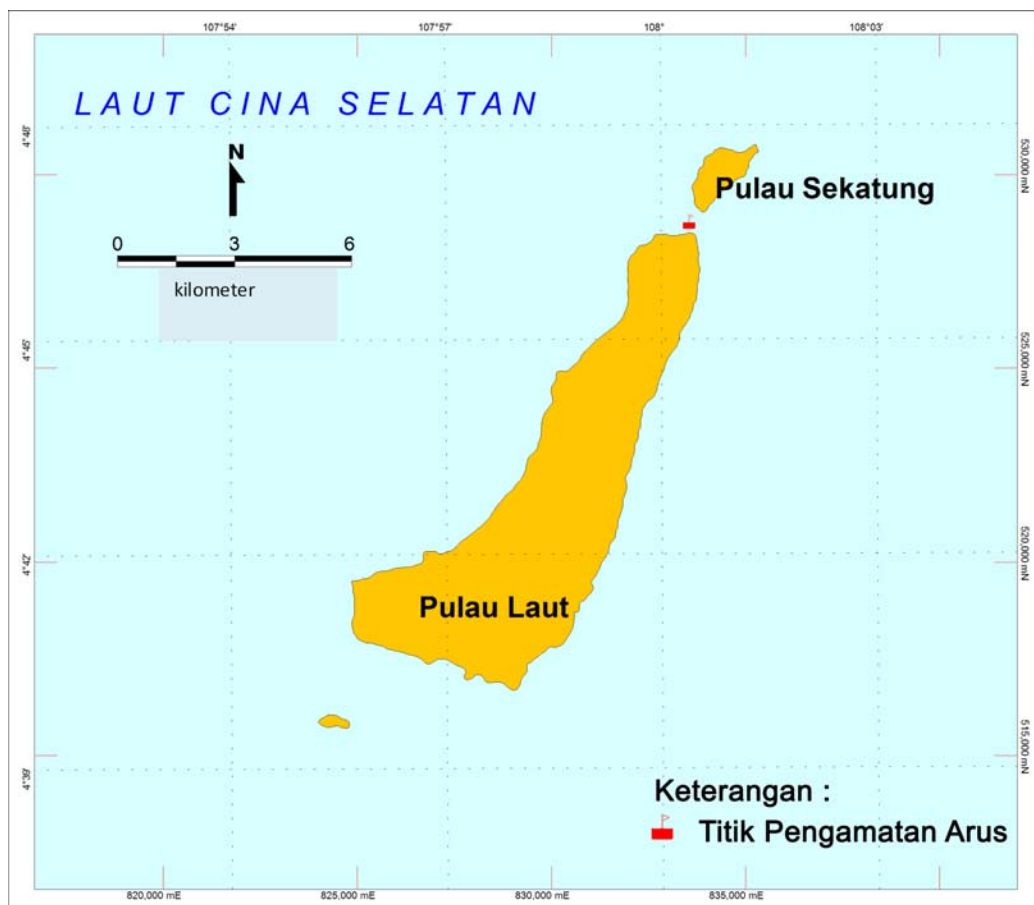 107°54' 107°57' 108° 108°03'
LAUT CINA SELATAN
4°48'
N
530,000 mN
Pulau Sekatung
0 3 6
kilometer
4°45'
525,000 mN
4°42'
520,000 mN
Pulau Laut
515,000 mN
4°39'
Keterangan :
Titik Pengamatan Arus
820,000 mE 825,000 mE 830,000 mE 835,000 mE